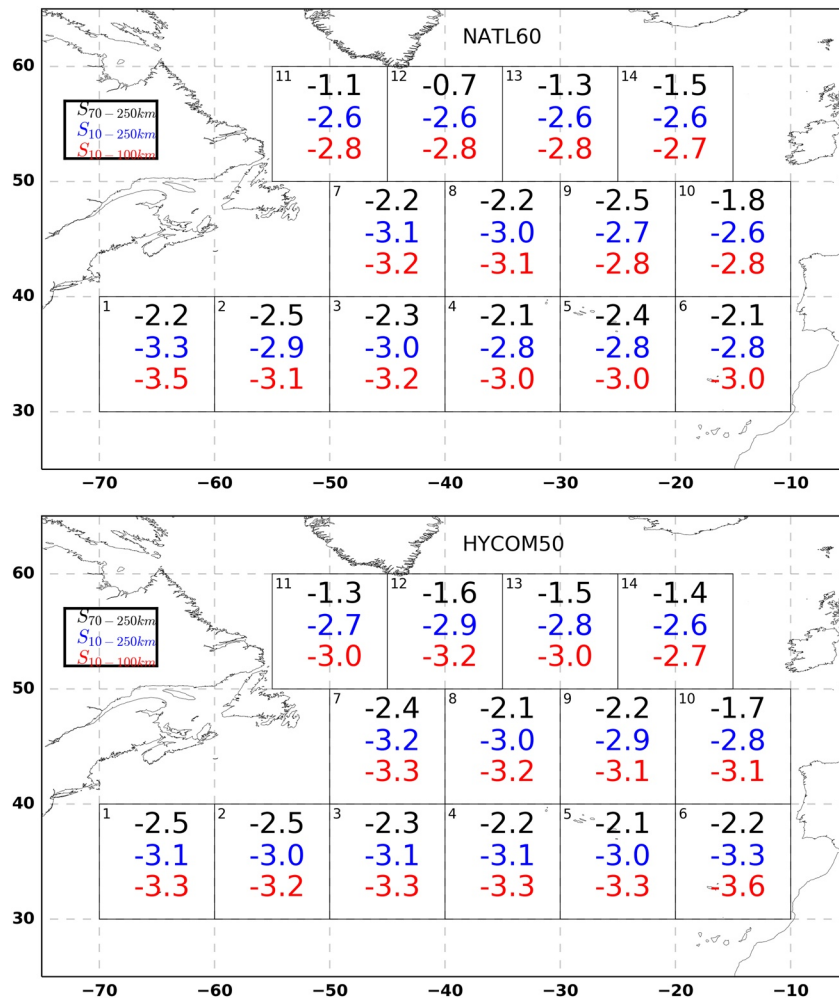 NATL60
60
11 -1.1 12 -0.7 13 -1.3 14 -1.5
S70−250km
-2.6 -2.6 -2.6 -2.6
S10−250km
-2.8 -2.8 -2.8 -2.7
S10−100km
50
7 -2.2 8 -2.2 9 -2.5 10 -1.8
-3.1 -3.0 -2.7 -2.6
-3.2 -3.1 -2.8 -2.8
40
1 -2.2 2 -2.5 3 -2.3 4 -2.1 5 -2.4 6 -2.1
-3.3 -2.9 -3.0 -2.8 -2.8 -2.8
-3.5 -3.1 -3.2 -3.0 -3.0 -3.0
30
−70 −60 −50 −40 −30 −20 −10
HYCOM50
60
11 -1.3 12 -1.6 13 -1.5 14 -1.4
S70−250km
-2.7 -2.9 -2.8 -2.6
S10−250km
-3.0 -3.2 -3.0 -2.7
S10−100km
50
7 -2.4 8 -2.1 9 -2.2 10 -1.7
-3.2 -3.0 -2.9 -2.8
-3.3 -3.2 -3.1 -3.1
40
1 -2.5 2 -2.5 3 -2.3 4 -2.2 5 -2.1 6 -2.2
-3.1 -3.0 -3.1 -3.1 -3.0 -3.3
-3.3 -3.2 -3.3 -3.3 -3.3 -3.6
30
−70 −60 −50 −40 −30 −20 −10